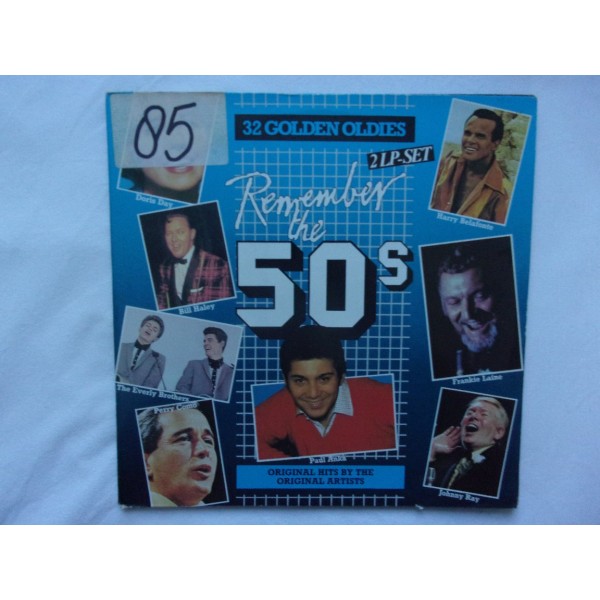 85
32 GOLDEN OLDIES
2 LP-SET
Remember
the
50s
Doris Day
Harry Belafonte
Bill Haley
Frankie Laine
The Everly Brothers
Perry Como
Paul Anka
Johnny Ray
ORIGINAL HITS BY THE
ORIGINAL ARTISTS